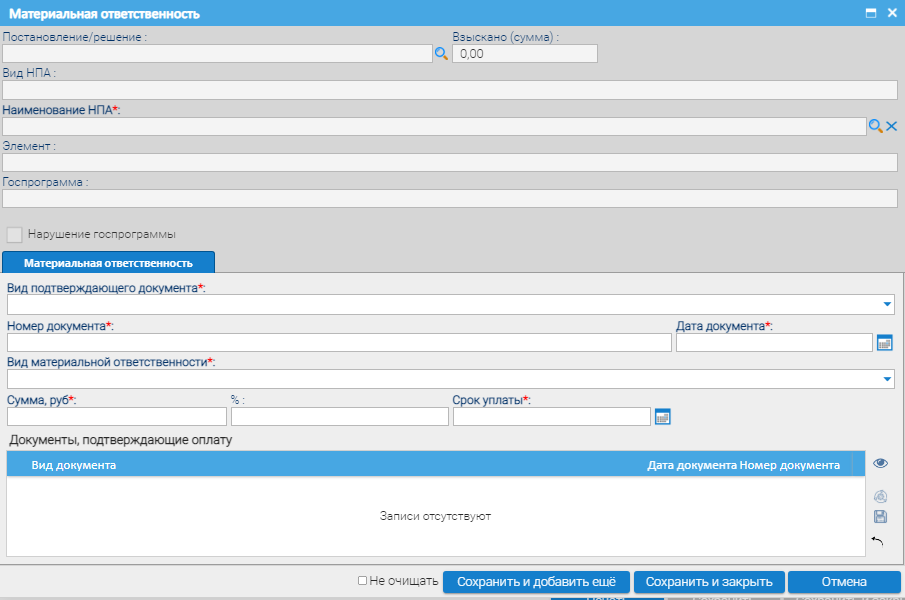 Материальная ответственность
Постановление/решение :
Взыскано (сумма) :
0,00
Вид НПА :
Наименование НПА*:
Элемент :
Госпрограмма :
Нарушение госпрограммы
Материальная ответственность
Вид подтверждающего документа*:
Номер документа*:
Дата документа*:
Вид материальной ответственности*:
Сумма, руб*:
% :
Срок уплаты*:
Документы, подтверждающие оплату
Вид документа
Дата документа Номер документа
Записи отсутствуют
Не очищать
Сохранить и добавить ещё
Сохранить и закрыть
Отмена